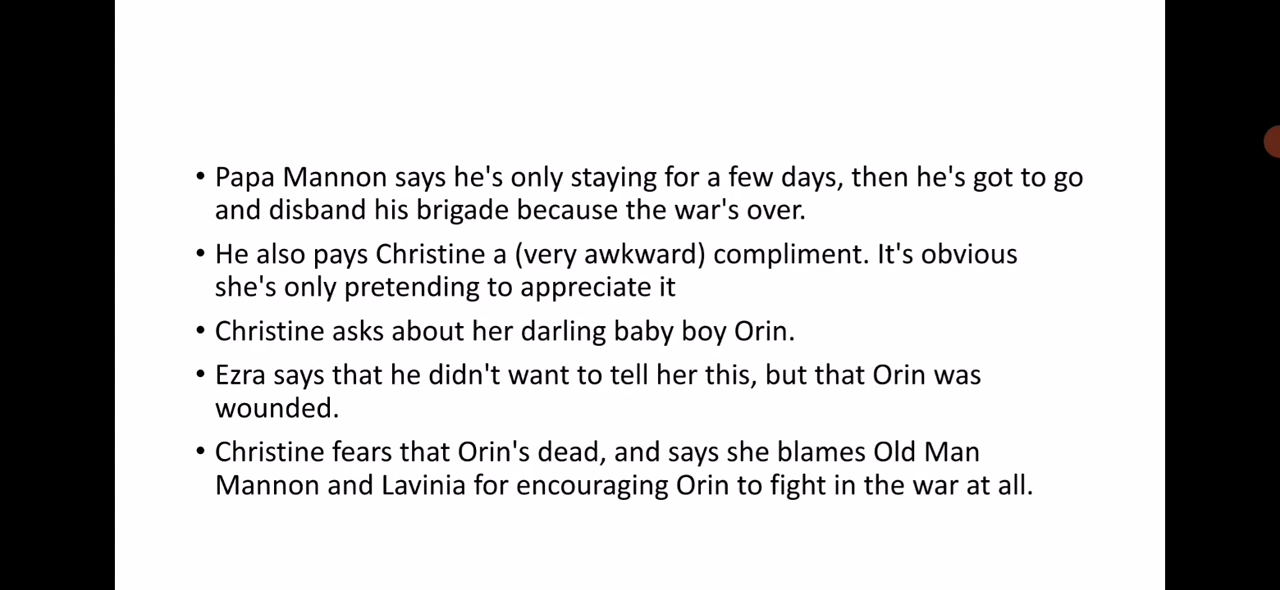 • Papa Mannon says he's only staying for a few days, then he's got to go
and disband his brigade because the war's over.
• He also pays Christine a (very awkward) compliment. It's obvious
she's only pretending to appreciate it
• Christine asks about her darling baby boy Orin.
• Ezra says that he didn't want to tell her this, but that Orin was
wounded.
• Christine fears that Orin's dead, and says she blames Old Man
Mannon and Lavinia for encouraging Orin to fight in the war at all.